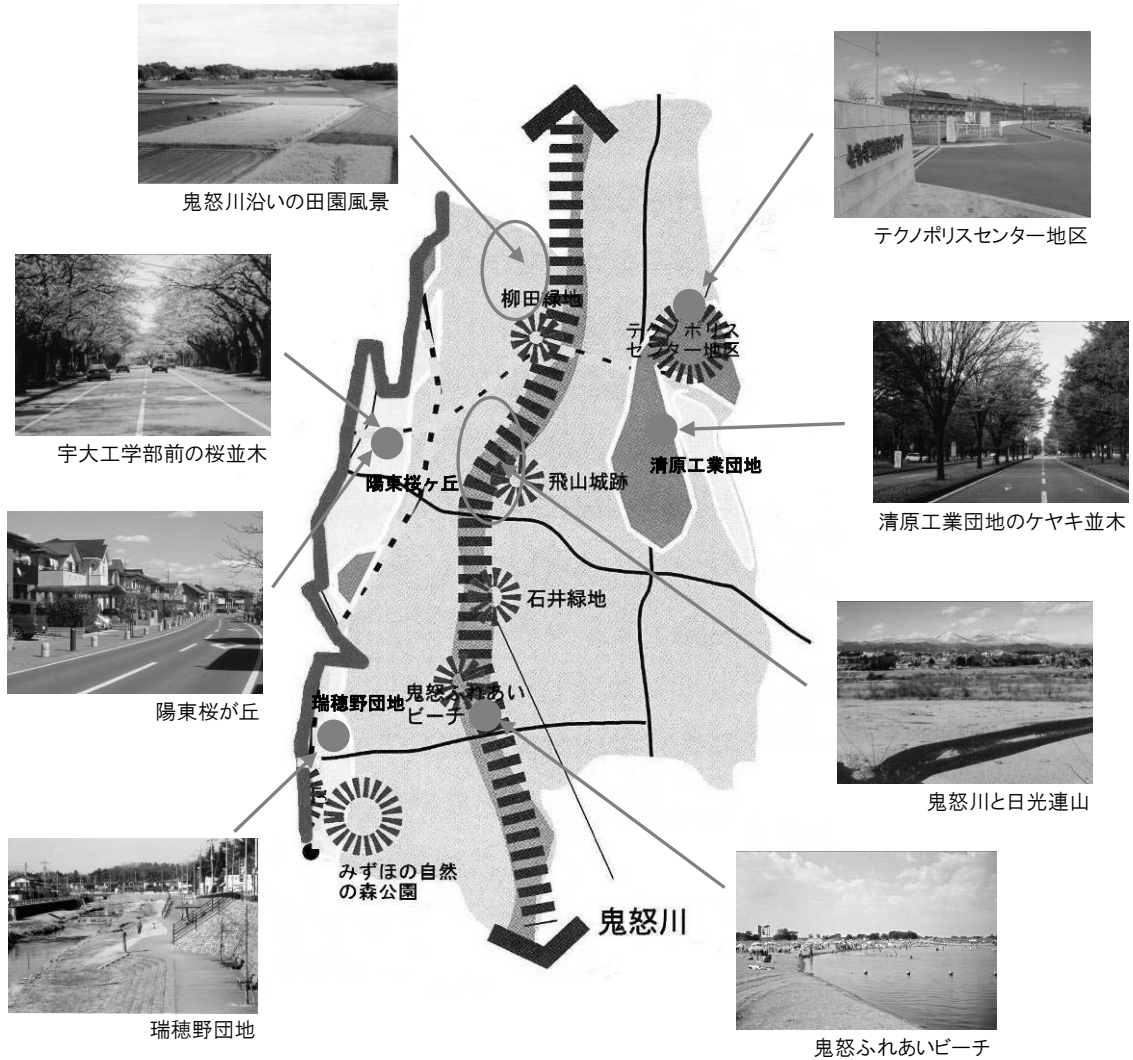 鬼怒川沿いの田園風景
テクノポリスセンター地区
柳田緑地
テクノポリス
センター地区
宇大工学部前の桜並木
陽東桜ヶ丘
飛山城跡
清原工業団地
清原工業団地のケヤキ並木
石井緑地
陽東桜が丘
瑞穂野団地
鬼怒ふれあい
ビーチ
鬼怒川と日光連山
みずほの自然
の森公園
鬼怒川
瑞穂野団地
鬼怒ふれあいビーチ